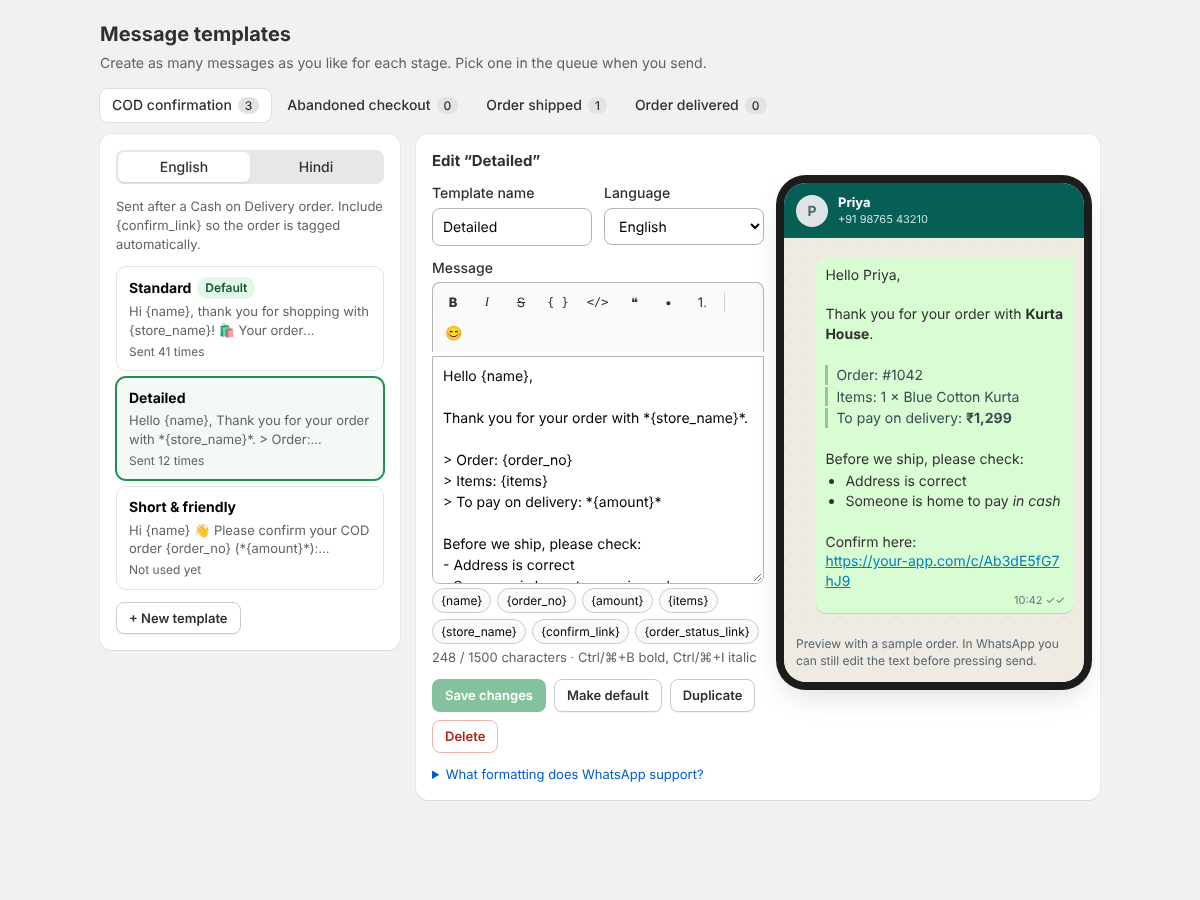 Message templates
Create as many messages as you like for each stage. Pick one in the queue when you send.
COD confirmation 3
Abandoned checkout 0
Order shipped 1
Order delivered 0
English
Hindi
Sent after a Cash on Delivery order. Include
{confirm_link} so the order is tagged
automatically.
Standard Default
Hi {name}, thank you for shopping with
{store_name}! 🛍️ Your order…
Sent 41 times
Detailed
Hello {name}, Thank you for your order
with *{store_name}*. > Order:…
Sent 12 times
Short & friendly
Hi {name} 👋 Please confirm your COD
order {order_no} (*{amount}*):…
Not used yet
+ New template
Edit “Detailed”
Template name
Language
Detailed
English
Message
B I S { } </> ❝ • 1.
😊
Hello {name},
Thank you for your order with *{store_name}*.
> Order: {order_no}
> Items: {items}
> To pay on delivery: *{amount}*
Before we ship, please check:
- Address is correct
{name} {order_no} {amount} {items}
{store_name} {confirm_link} {order_status_link}
248 / 1500 characters · Ctrl/⌘+B bold, Ctrl/⌘+I italic
Save changes
Make default
Duplicate
Delete
▶ What formatting does WhatsApp support?
P
Priya
+91 98765 43210
Hello Priya,
Thank you for your order with Kurta
House.
Order: #1042
Items: 1 × Blue Cotton Kurta
To pay on delivery: ₹1,299
Before we ship, please check:
• Address is correct
• Someone is home to pay in cash
Confirm here:
https://your-app.com/c/Ab3dE5fG7
hJ9
10:42 ✓✓
Preview with a sample order. In WhatsApp you
can still edit the text before pressing send.